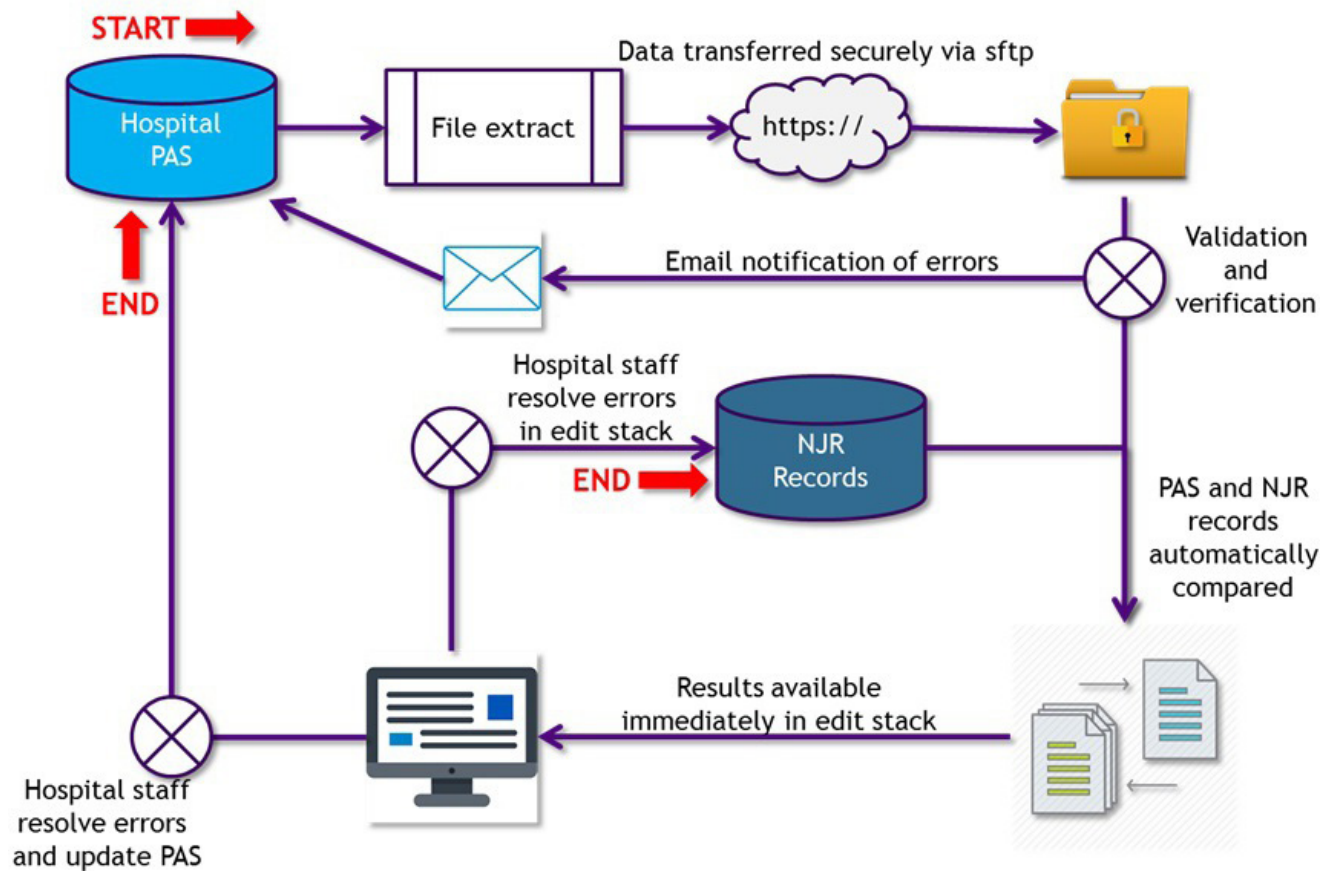 START
Data transferred securely via sftp
Hospital
PAS
File extract
https://
END
Email notification of errors
Validation
and
verification
Hospital staff
resolve errors
in edit stack
END
NJR
Records
PAS and NJR
records
automatically
compared
Results available
immediately in edit stack
Hospital staff
resolve errors
and update PAS